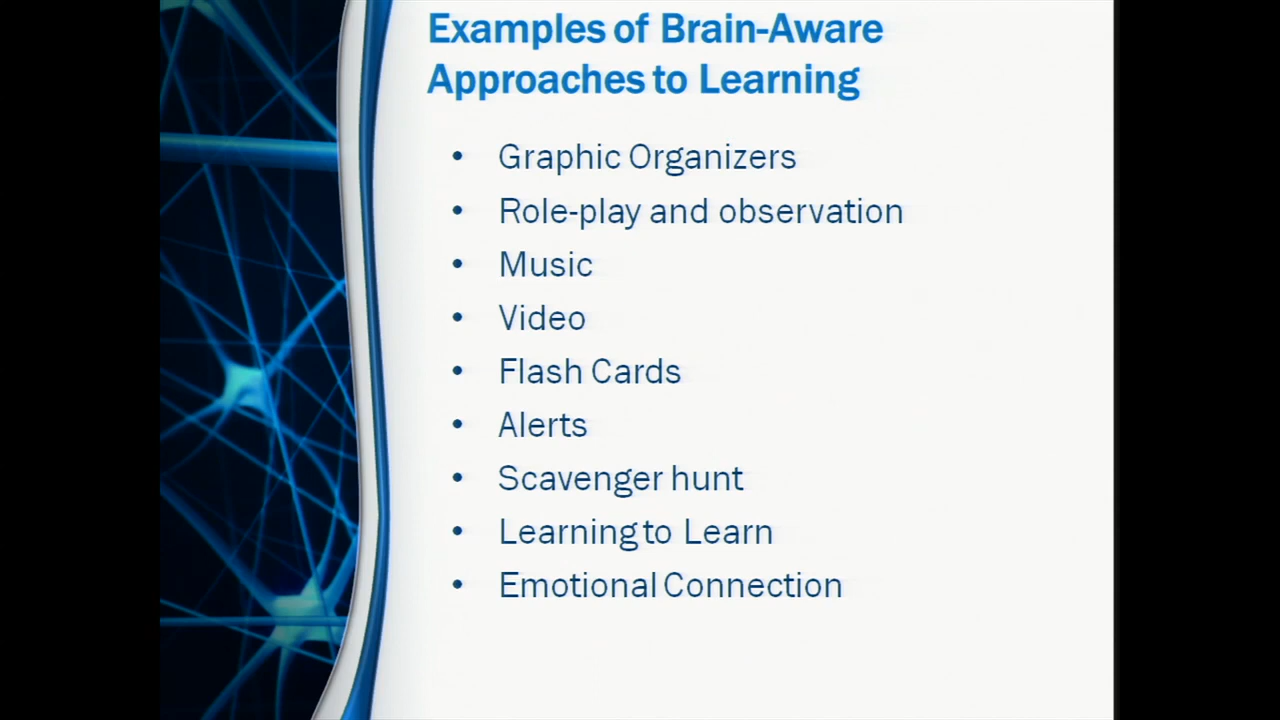 Examples of Brain-Aware
Approaches to Learning
• Graphic Organizers
• Role-play and observation
• Music
• Video
• Flash Cards
• Alerts
• Scavenger hunt
• Learning to Learn
• Emotional Connection